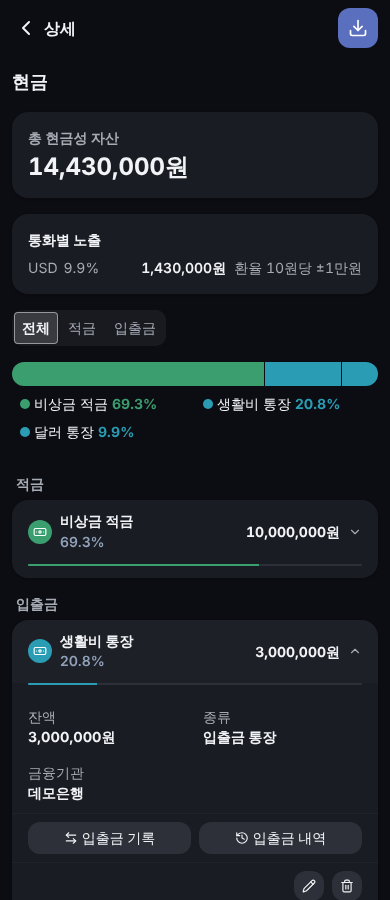 상세
현금
총 현금성 자산
14,430,000원
통화별 노출
USD 9.9% 1,430,000원 환율 10원당 ±1만원
전체 적금 입출금
비상금 적금 69.3% 생활비 통장 20.8%
달러 통장 9.9%
적금
비상금 적금
69.3%
10,000,000원
입출금
생활비 통장
20.8%
3,000,000원
잔액 종류
3,000,000원 입출금 통장
금융기관
데모은행
입출금 기록 입출금 내역